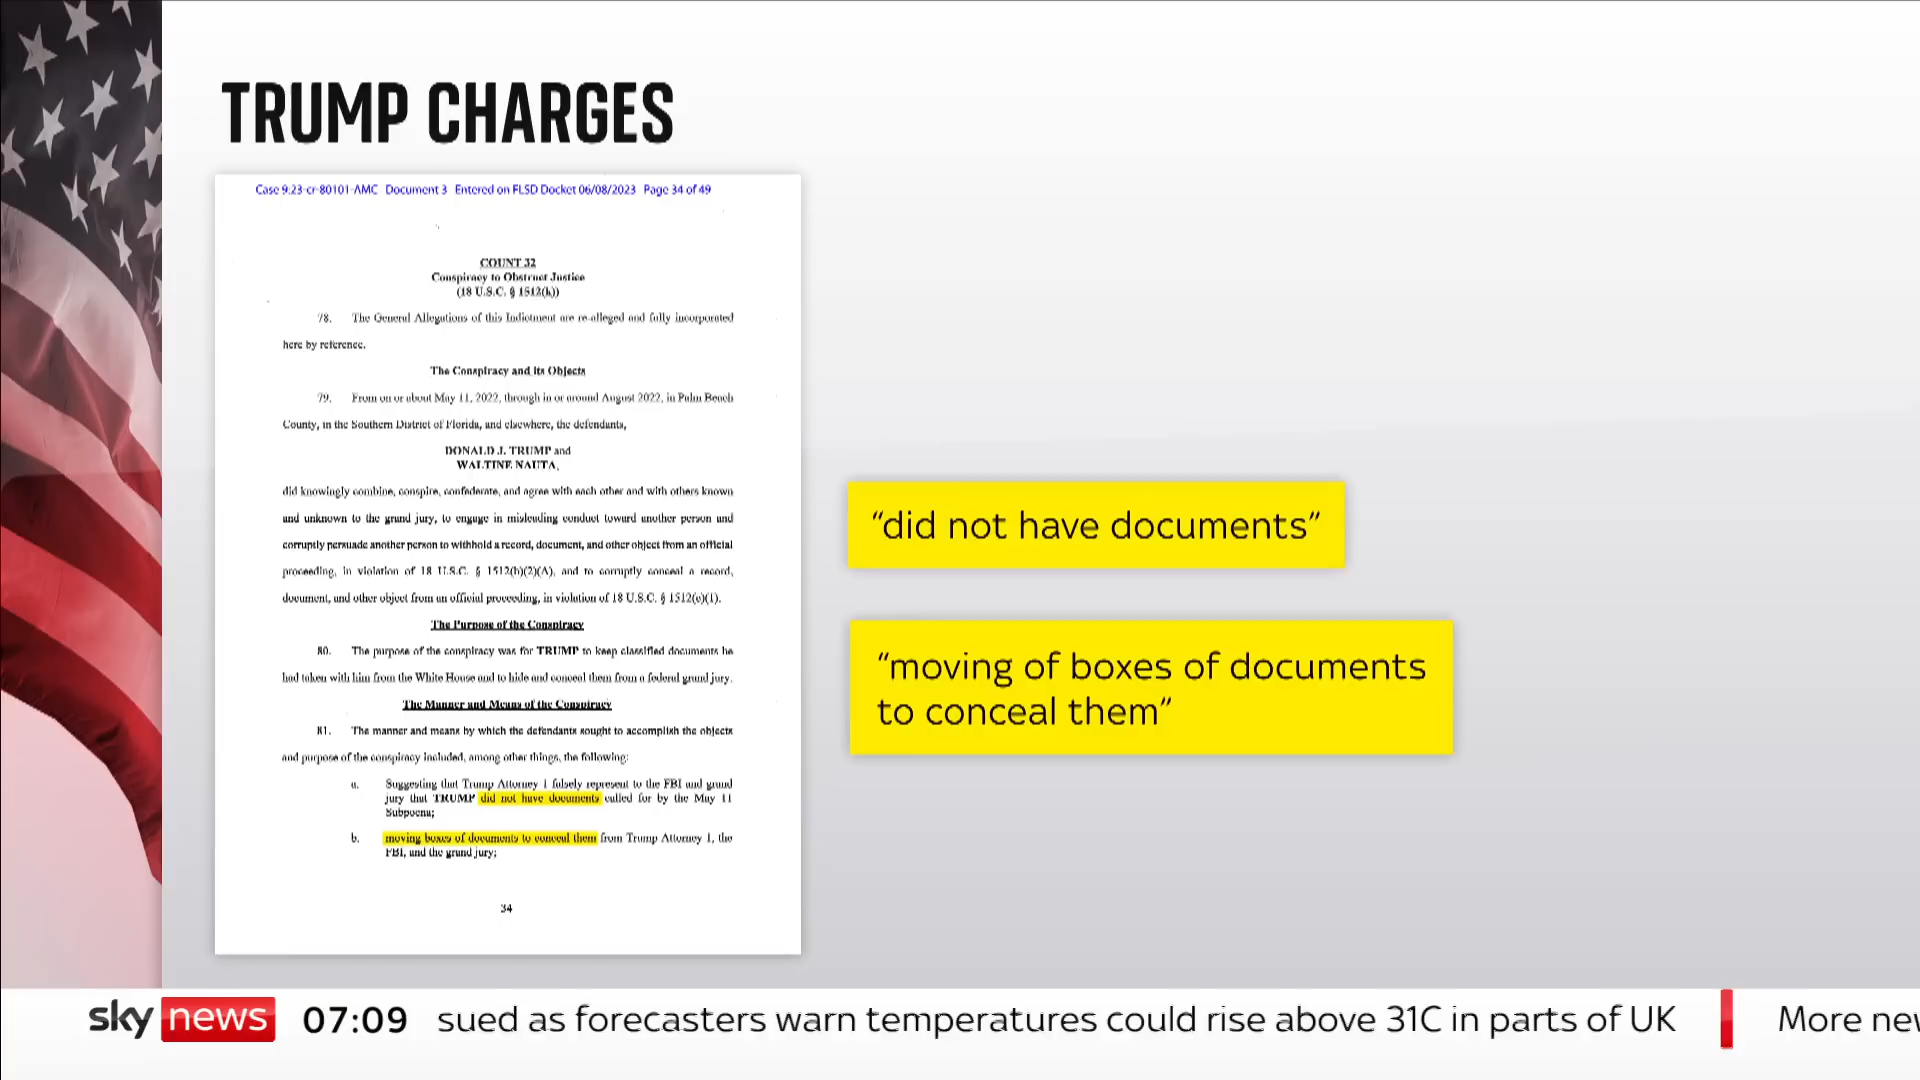 TRUMP CHARGES
Case 9:23-cr-80101-AMC Document 3 Entered on FLSD Docket 06/08/2023 Page 34 of 49
COUNT 32
Conspiracy to Obstruct Justice
(18 U.S.C. § 1512(k))
78. The General Allegations of this Indictment are re-alleged and fully incorporated
here by reference.
The Conspiracy and its Objects
79. From on or about May 11, 2022, through in or around August 2022, in Palm Beach
County, in the Southern District of Florida, and elsewhere, the defendants,
DONALD J. TRUMP and
WALTINE NAUTA,
did knowingly combine, conspire, confederate, and agree with each other and with others known
and unknown to the grand jury, to engage in misleading conduct toward another person and
corruptly persuade another person to withhold a record, document, and other object from an official
proceeding, in violation of 18 U.S.C. § 1512(b)(2)(A), and to corruptly conceal a record,
document, and other object from an official proceeding, in violation of 18 U.S.C. § 1512(c)(1).
The Purpose of the Conspiracy
80. The purpose of the conspiracy was for TRUMP to keep classified documents he
had taken with him from the White House and to hide and conceal them from a federal grand jury.
The Manner and Means of the Conspiracy
81. The manner and means by which the defendants sought to accomplish the objects
and purpose of the conspiracy included, among other things, the following:
a. Suggesting that Trump Attorney 1 falsely represent to the FBI and grand
jury that TRUMP did not have documents called for by the May 11
Subpoena;
b. moving boxes of documents to conceal them from Trump Attorney 1, the
FBI, and the grand jury;
34
“did not have documents”
“moving of boxes of documents
to conceal them”
sky news 07:09 sued as forecasters warn temperatures could rise above 31C in parts of UK More new